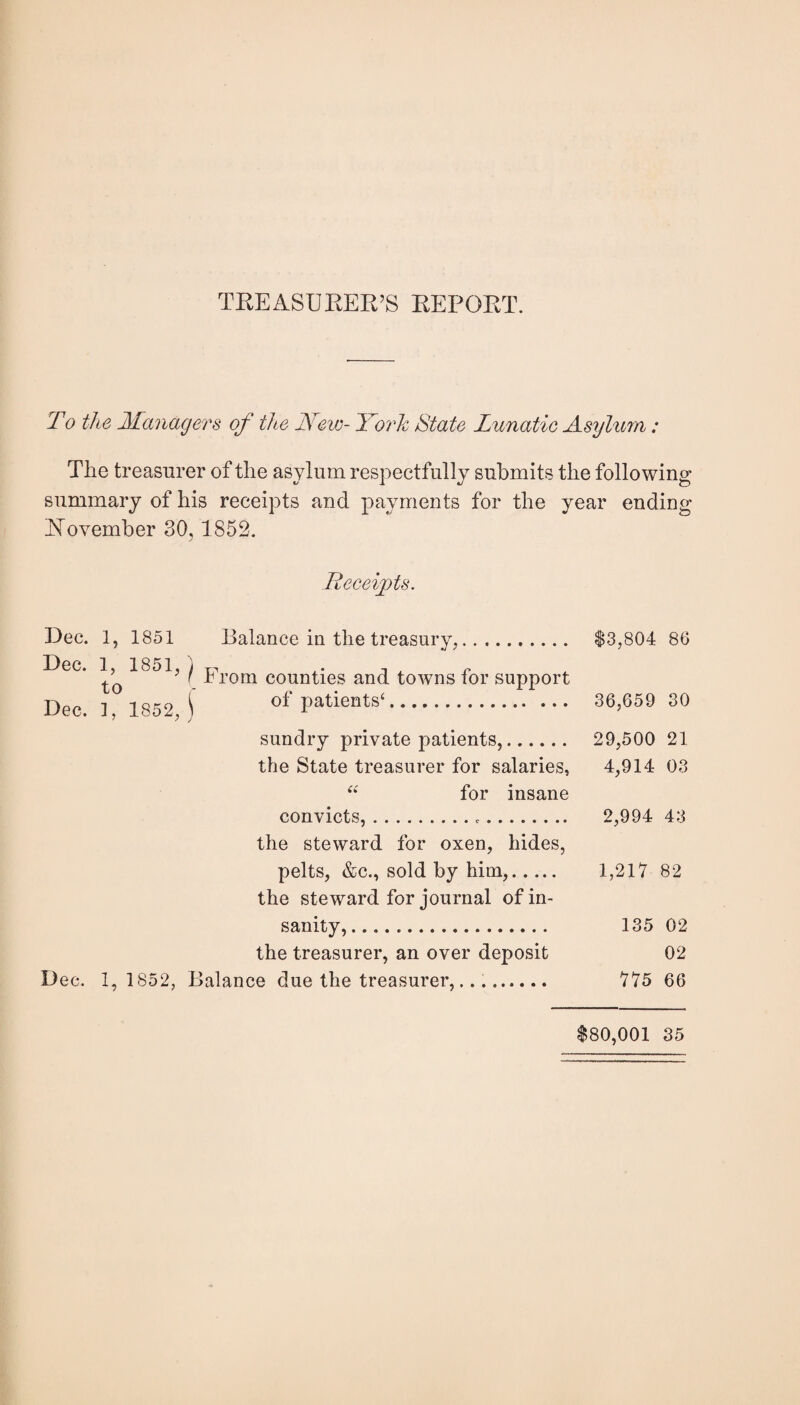 TREASURER'S REPORT.
To the Managers of the New-York State Lunatic Asylum:
The treasurer of the asylum respectfully submits the following
summary of his receipts and payments for the year ending
November 30, 1852.
Receipts.
Dec. 1, 1851 Balance in the treasury,........... $3,804 86
Dec. 1, 1851, to Dec. 1, 1852, } From counties and towns for support
of patients‘................. 36,659 30
sundry private patients,...... 29,500 21
the State treasurer for salaries, 4,914 03
“ for insane
convicts,................... 2,994 43
the steward for oxen, hides,
pelts, &c., sold by him,..... 1,217 82
the steward for journal of in-
sanity,.................. 135 02
the treasurer, an over deposit 02
Dec. 1, 1852, Balance due the treasurer,.......... 775 66
$80,001 35